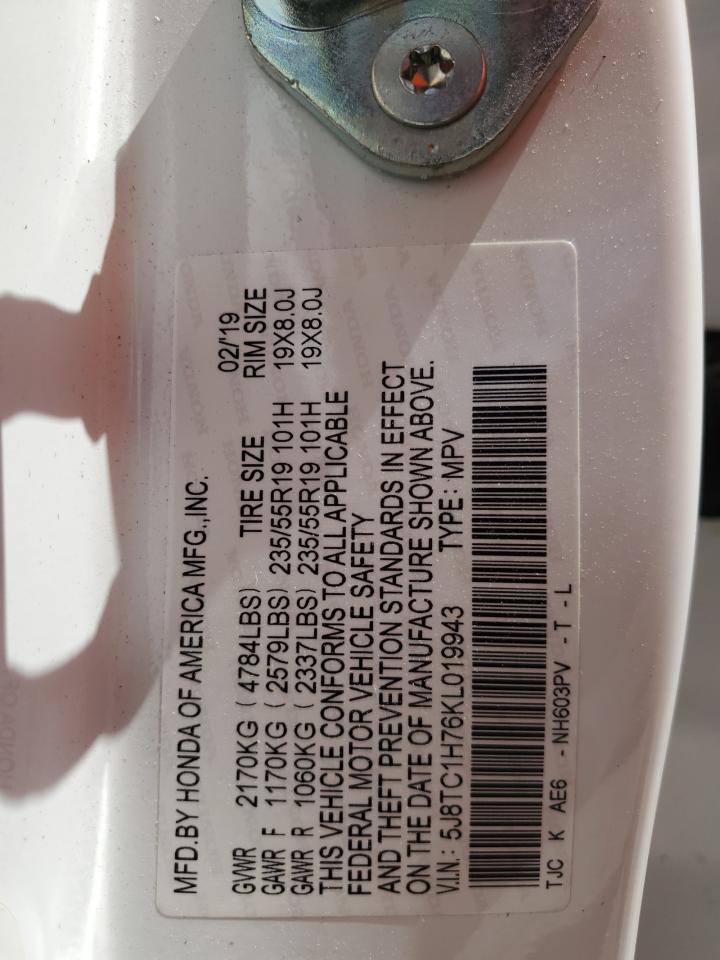 MFD.BY HONDA OF AMERICA MFG.,INC. 02/'19
GVWR 2170KG ( 4784LBS) TIRE SIZE RIM SIZE
GAWR F 1170KG ( 2579LBS) 235/55R19 101H 19X8.0J
GAWR R 1060KG ( 2337LBS) 235/55R19 101H 19X8.0J
THIS VEHICLE CONFORMS TO ALL APPLICABLE
FEDERAL MOTOR VEHICLE SAFETY
AND THEFT PREVENTION STANDARDS IN EFFECT
ON THE DATE OF MANUFACTURE SHOWN ABOVE.
V.I.N.: 5J8TC1H76KL019943 TYPE: MPV
TJC K AE6 - NH603PV - T - L